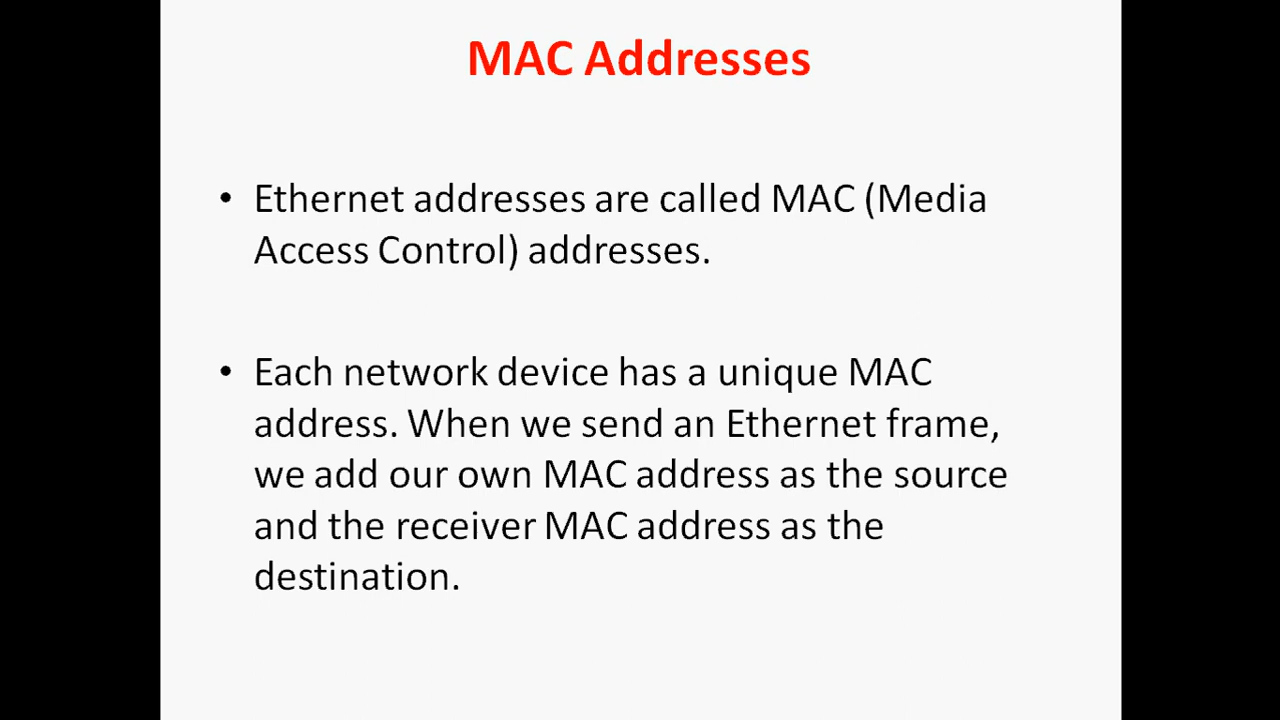 MAC Addresses
• Ethernet addresses are called MAC (Media
Access Control) addresses.
• Each network device has a unique MAC
address. When we send an Ethernet frame,
we add our own MAC address as the source
and the receiver MAC address as the
destination.